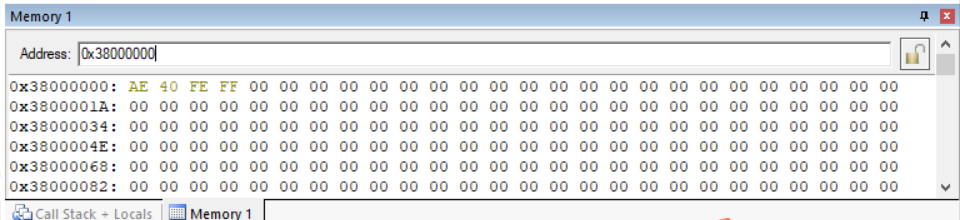 Memory 1
Address: 0x38000000
0x38000000: AE 40 FE FF 00 00 00 00 00 00 00 00 00 00 00 00 00 00 00 00 00 00 00 00 00 00
0x3800001A: 00 00 00 00 00 00 00 00 00 00 00 00 00 00 00 00 00 00 00 00 00 00 00 00 00 00
0x38000034: 00 00 00 00 00 00 00 00 00 00 00 00 00 00 00 00 00 00 00 00 00 00 00 00 00 00
0x3800004E: 00 00 00 00 00 00 00 00 00 00 00 00 00 00 00 00 00 00 00 00 00 00 00 00 00 00
0x38000068: 00 00 00 00 00 00 00 00 00 00 00 00 00 00 00 00 00 00 00 00 00 00 00 00 00 00
0x38000082: 00 00 00 00 00 00 00 00 00 00 00 00 00 00 00 00 00 00 00 00 00 00 00 00 00 00
Call Stack + Locals Memory 1